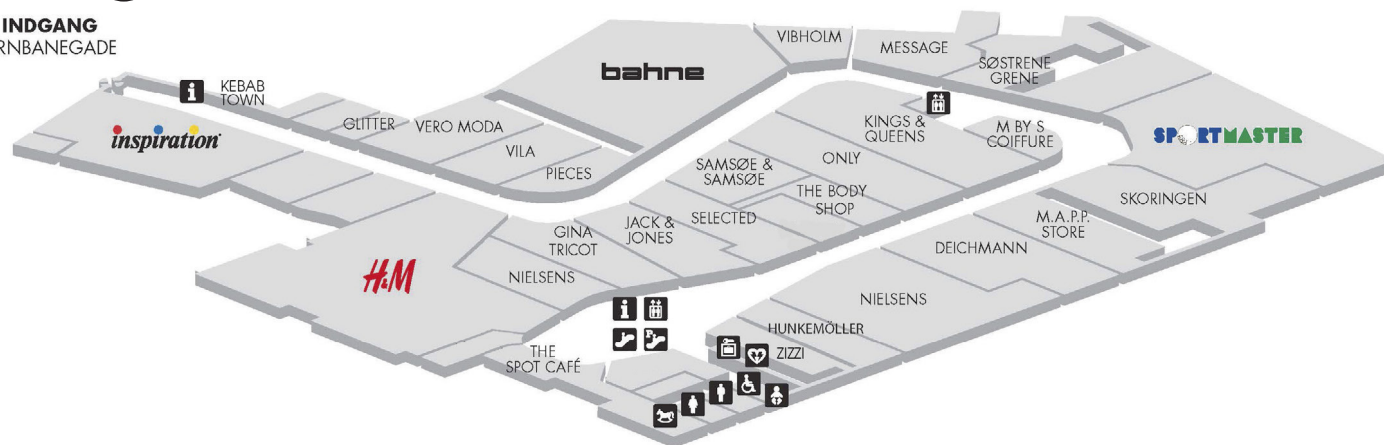 INDGANG
RNBANEGADE
KEBAB
TOWN
inspiration
GLITTER
VERO MODA
VILA
PIECES
bahne
VIBHOLM
MESSAGE
SØSTRENE
GRENE
KINGS &
QUEENS
M BY S
COIFFURE
SPORTMASTER
SAMSØE &
SAMSØE
ONLY
THE BODY
SHOP
SELECTED
JACK &
JONES
GINA
TRICOT
NIELSENS
H&M
SKORINGEN
M.A.P.P.
STORE
DEICHMANN
NIELSENS
HUNKEMÖLLER
ZIZZI
THE
SPOT CAFÉ
i
i
P